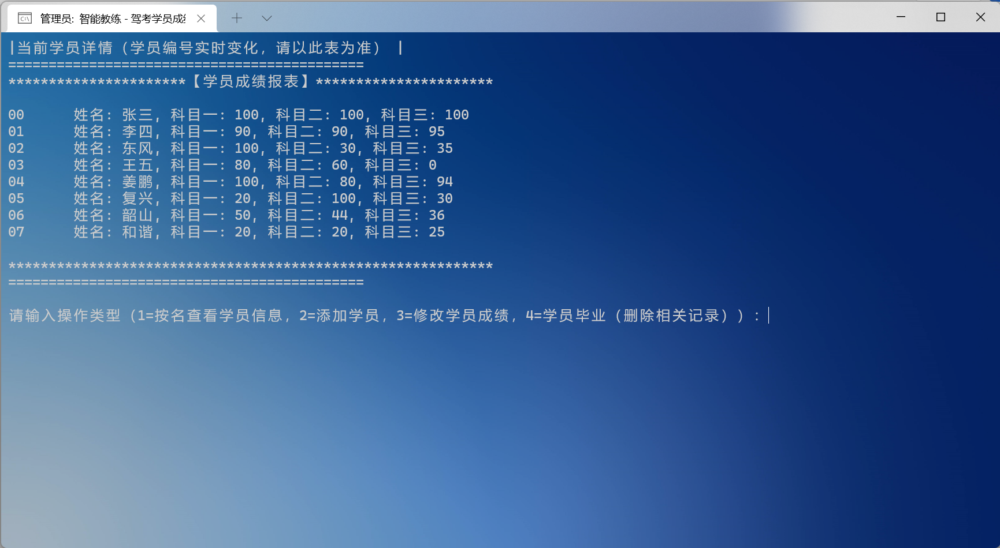 管理员: 智能教练 - 驾考学员成
|当前学员详情（学员编号实时变化，请以此表为准） |
============================================
**********************【学员成绩报表】**********************
00 姓名: 张三, 科目一: 100, 科目二: 100, 科目三: 100
01 姓名: 李四, 科目一: 90, 科目二: 90, 科目三: 95
02 姓名: 东风, 科目一: 100, 科目二: 30, 科目三: 35
03 姓名: 王五, 科目一: 80, 科目二: 60, 科目三: 0
04 姓名: 姜鹏, 科目一: 100, 科目二: 80, 科目三: 94
05 姓名: 复兴, 科目一: 20, 科目二: 100, 科目三: 30
06 姓名: 韶山, 科目一: 50, 科目二: 44, 科目三: 36
07 姓名: 和谐, 科目一: 20, 科目二: 20, 科目三: 25
************************************************************
============================================
请输入操作类型（1=按名查看学员信息，2=添加学员，3=修改学员成绩，4=学员毕业（删除相关记录））：